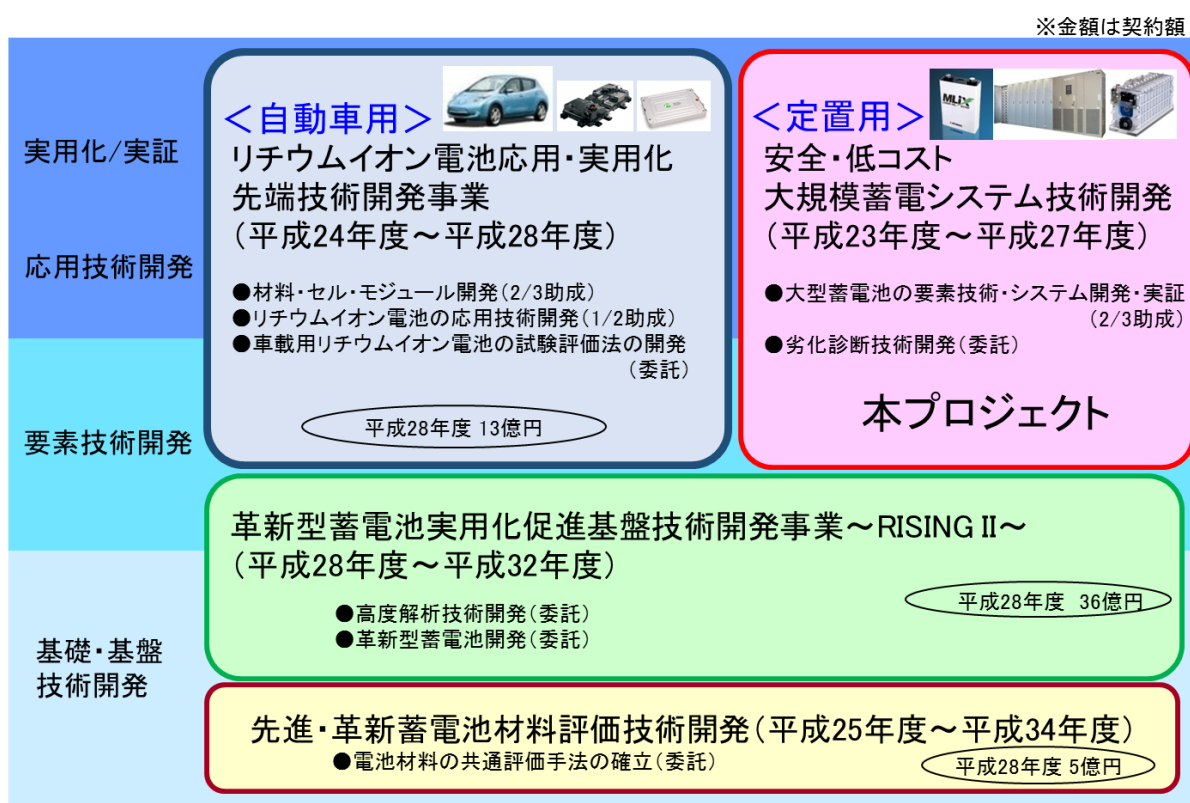 ※金額は契約額
実用化/実証
応用技術開発
要素技術開発
基礎・基盤
技術開発
<自動車用>
リチウムイオン電池応用・実用化
先端技術開発事業
(平成24年度～平成28年度)
●材料・セル・モジュール開発(2/3助成)
●リチウムイオン電池の応用技術開発(1/2助成)
●車載用リチウムイオン電池の試験評価法の開発
(委託)
平成28年度 13億円
<定置用>
MLiX
安全・低コスト
大規模蓄電システム技術開発
(平成23年度～平成27年度)
●大型蓄電池の要素技術・システム開発・実証
(2/3助成)
●劣化診断技術開発(委託)
本プロジェクト
革新型蓄電池実用化促進基盤技術開発事業～RISING II～
(平成28年度～平成32年度)
●高度解析技術開発(委託)
●革新型蓄電池開発(委託)
平成28年度 36億円
先進・革新蓄電池材料評価技術開発(平成25年度～平成34年度)
●電池材料の共通評価手法の確立(委託)
平成28年度 5億円